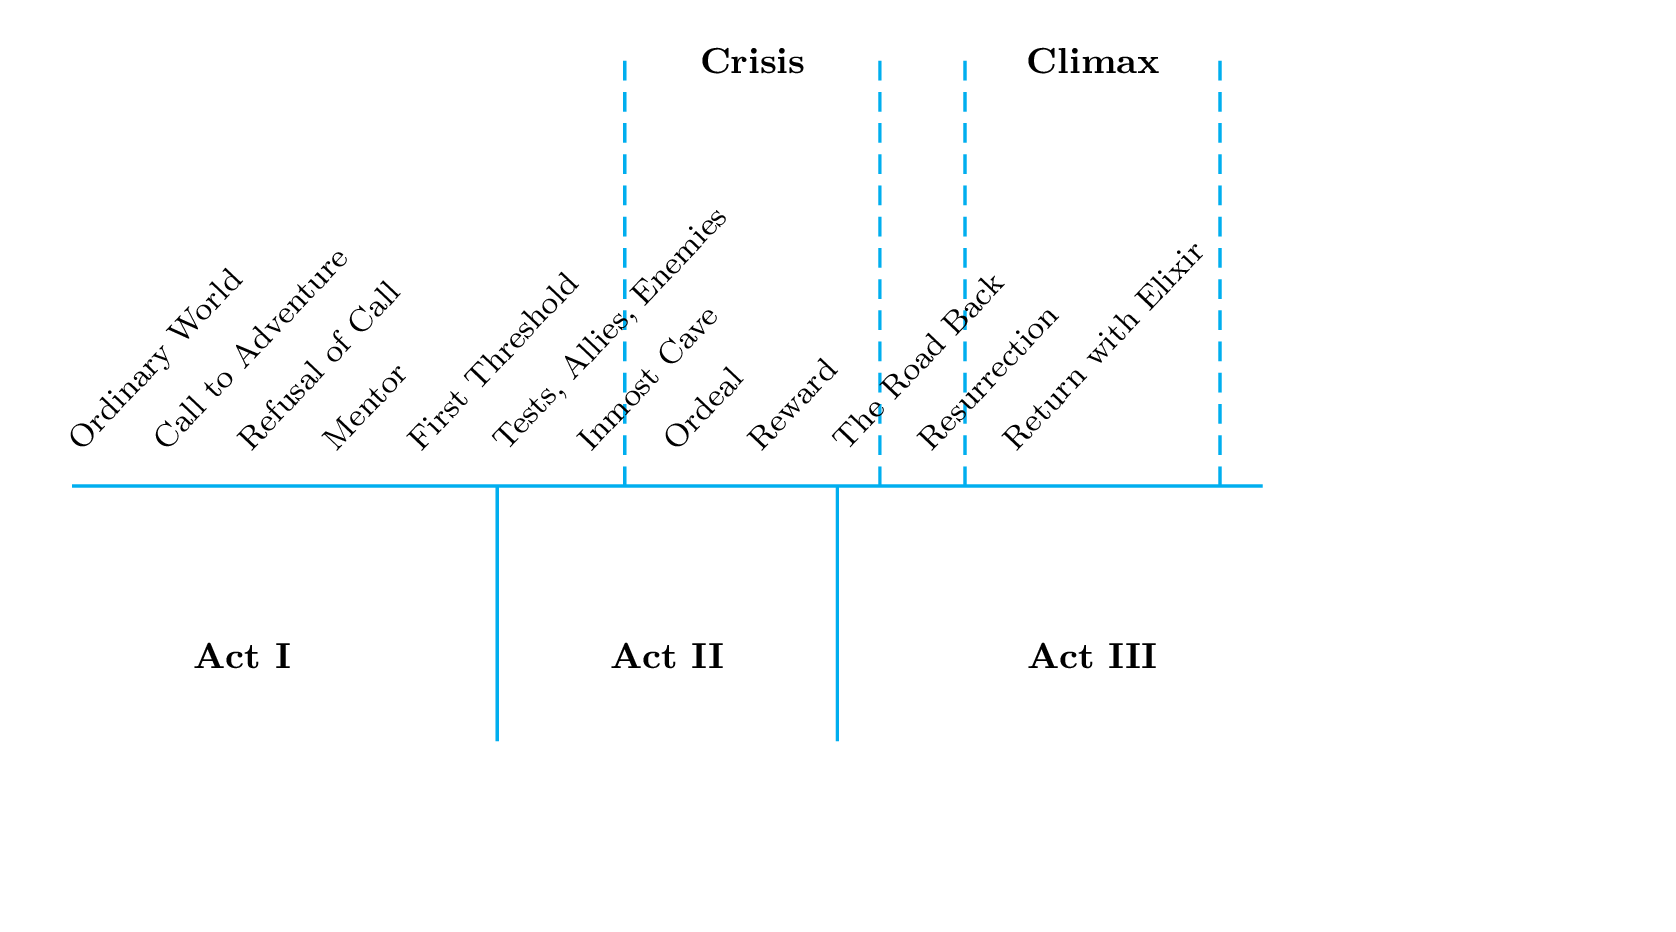 Crisis
Climax
Ordinary World
Call to Adventure
Refusal of Call
Mentor
First Threshold
Tests, Allies, Enemies
Inmost Cave
Ordeal
Reward
The Road Back
Resurrection
Return with Elixir
Act I
Act II
Act III